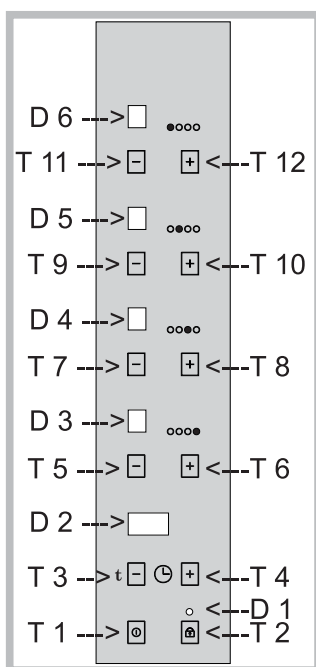 D 6 --->
T 11 ---> - + <---T 12
D 5 --->
T 9 ---> - + <---T 10
D 4 --->
T 7 ---> - + <---T 8
D 3 --->
T 5 ---> - + <---T 6
D 2 --->
T 3 ---> t - + <---T 4
<---D 1
T 1 ---> <---T 2